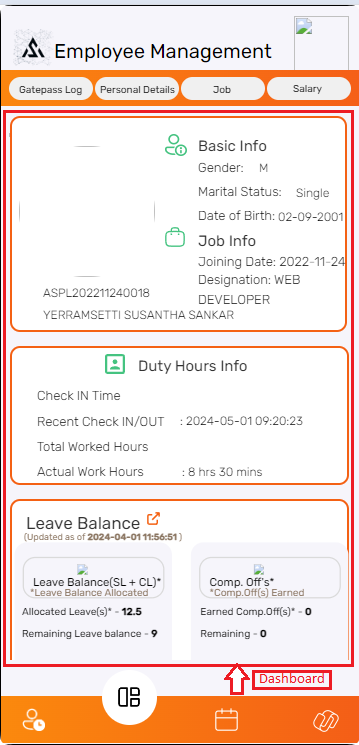 Employee Management
Gatepass Log Personal Details Job Salary
Basic Info
Gender: M
Marital Status: Single
Date of Birth: 02-09-2001
Job Info
Joining Date: 2022-11-24
Designation: WEB
DEVELOPER
ASPL202211240018
YERRAMSETTI SUSANTHA SANKAR
Duty Hours Info
Check IN Time
Recent Check IN/OUT : 2024-05-01 09:20:23
Total Worked Hours
Actual Work Hours : 8 hrs 30 mins
Leave Balance
(Updated as of 2024-04-01 11:56:51 )
Leave Balance(SL + CL)*
*Leave Balance Allocated
Allocated Leave(s)* - 12.5
Remaining Leave balance - 9
Comp. Off's*
*Comp.Off(s) Earned
Earned Comp.Off(s)* - 0
Remaining - 0
Dashboard